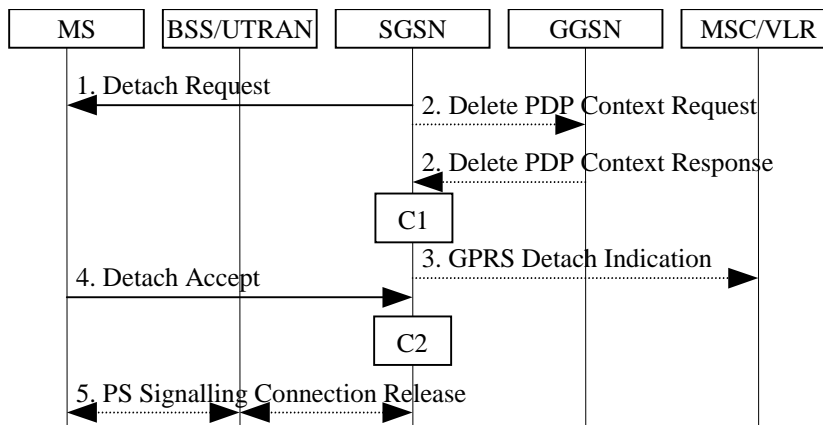 MS BSS/UTRAN SGSN GGSN MSC/VLR
1. Detach Request
2. Delete PDP Context Request
2. Delete PDP Context Response
C1
3. GPRS Detach Indication
4. Detach Accept
C2
5. PS Signalling Connection Release